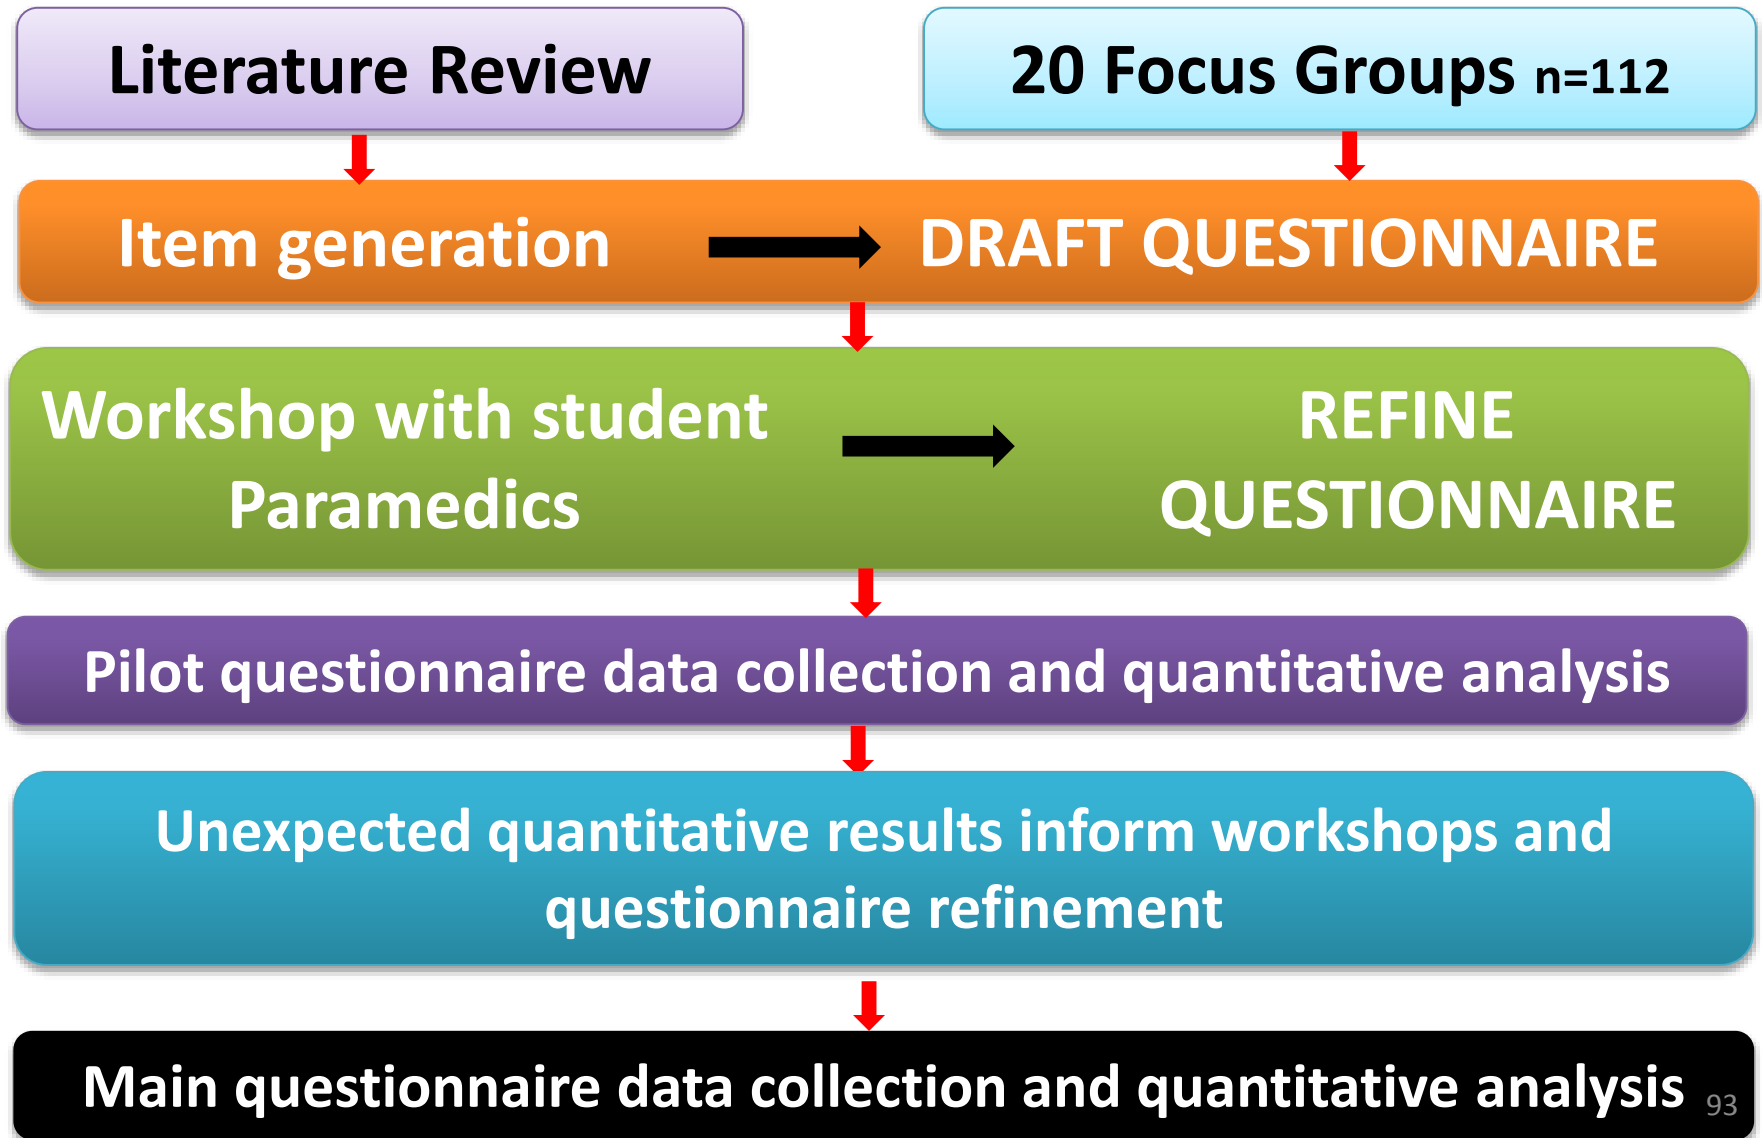 Literature Review
20 Focus Groups n=112
Item generation
DRAFT QUESTIONNAIRE
Workshop with student
Paramedics
REFINE
QUESTIONNAIRE
Pilot questionnaire data collection and quantitative analysis
Unexpected quantitative results inform workshops and
questionnaire refinement
Main questionnaire data collection and quantitative analysis
93